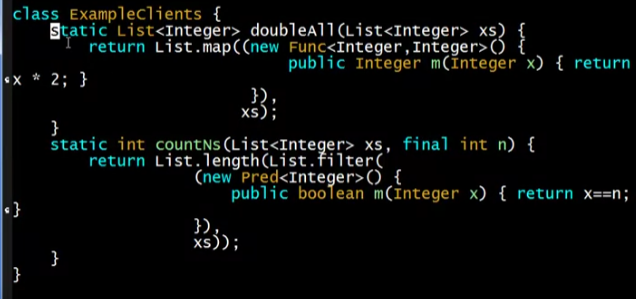 class ExampleClients {
static List<Integer> doubleAll(List<Integer> xs) {
return List.map((new Func<Integer,Integer>() {
public Integer m(Integer x) { return
x * 2; }
}),
xs);
}
static int countNs(List<Integer> xs, final int n) {
return List.length(List.filter(
(new Pred<Integer>() {
public boolean m(Integer x) { return x==n;
}
}),
xs));
}
}